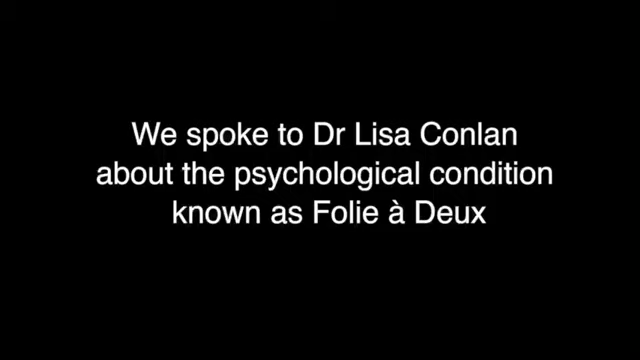 We spoke to Dr Lisa Conlan
about the psychological condition
known as Folie à Deux